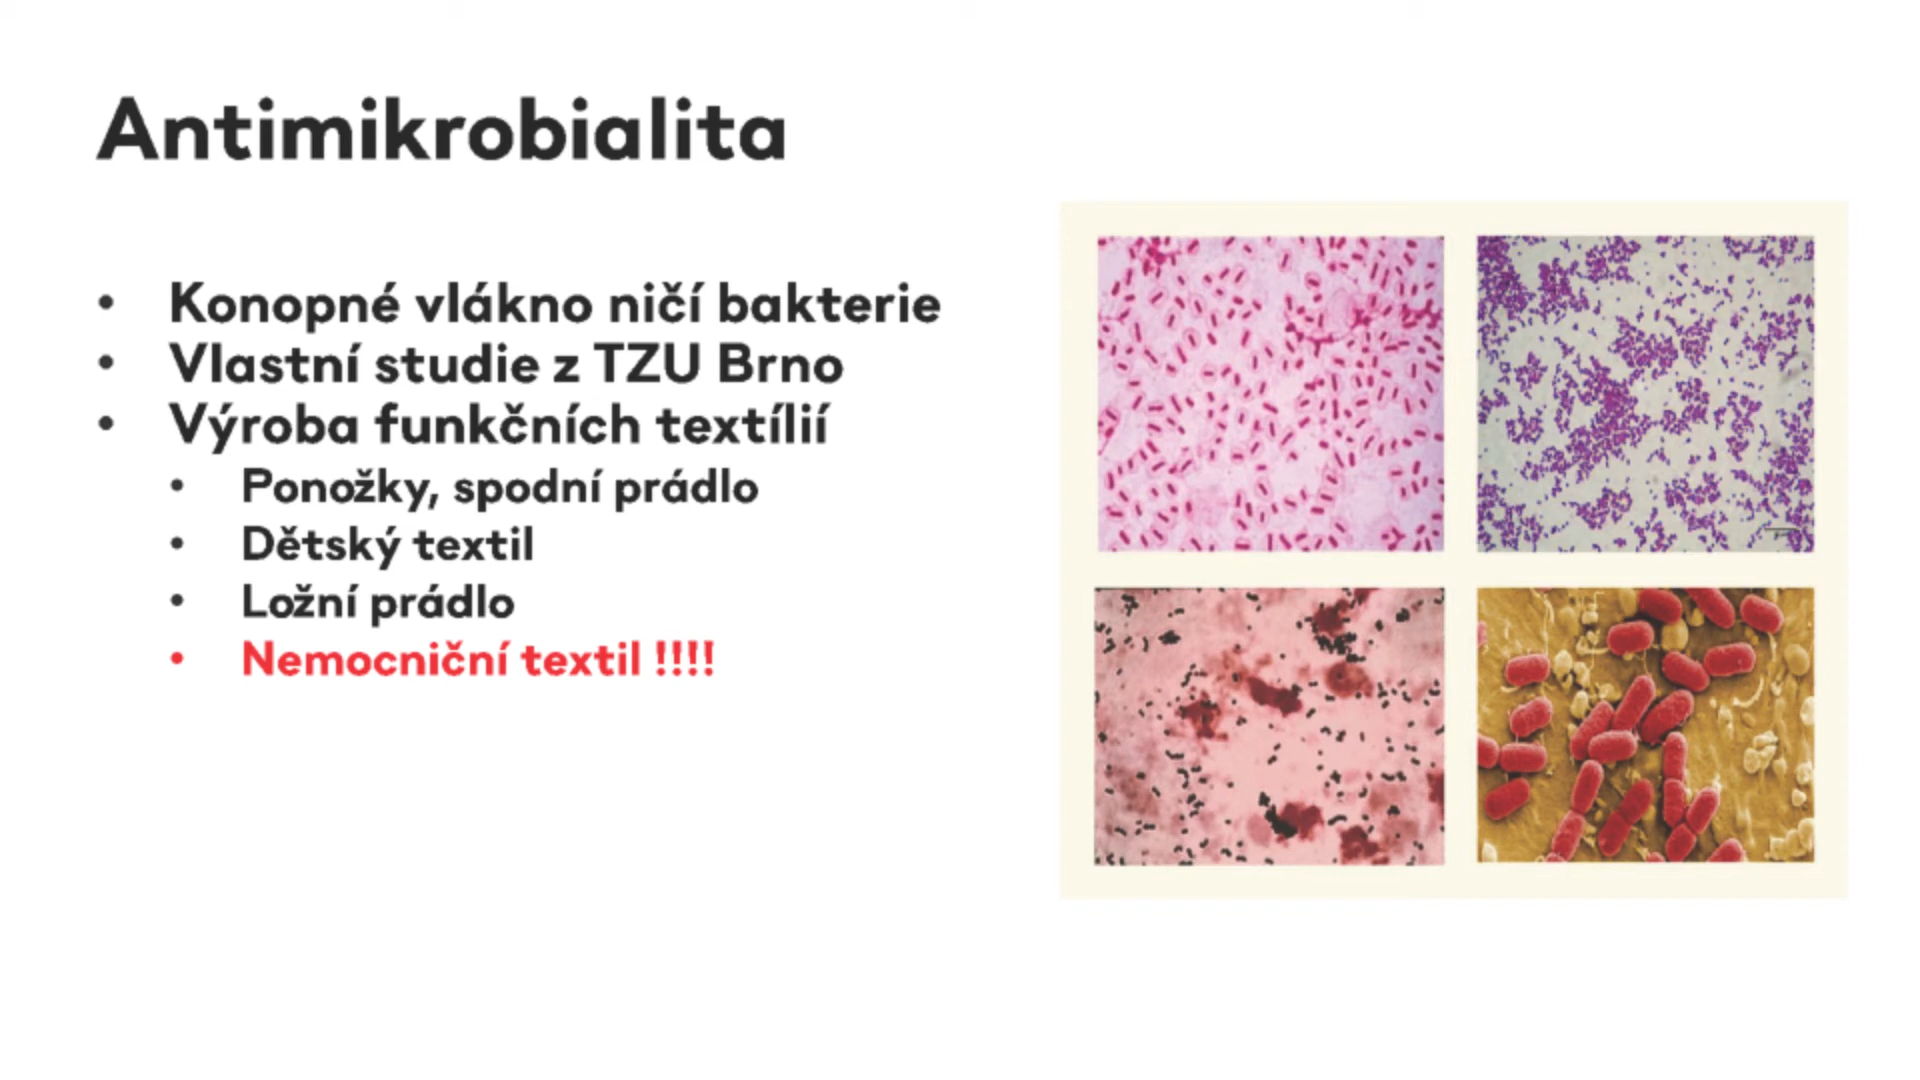 Antimikrobialita
• Konopné vlákno ničí bakterie
• Vlastní studie z TZU Brno
• Výroba funkčních textílií
• Ponožky, spodní prádlo
• Dětský textil
• Ložní prádlo
• Nemocniční textil !!!!